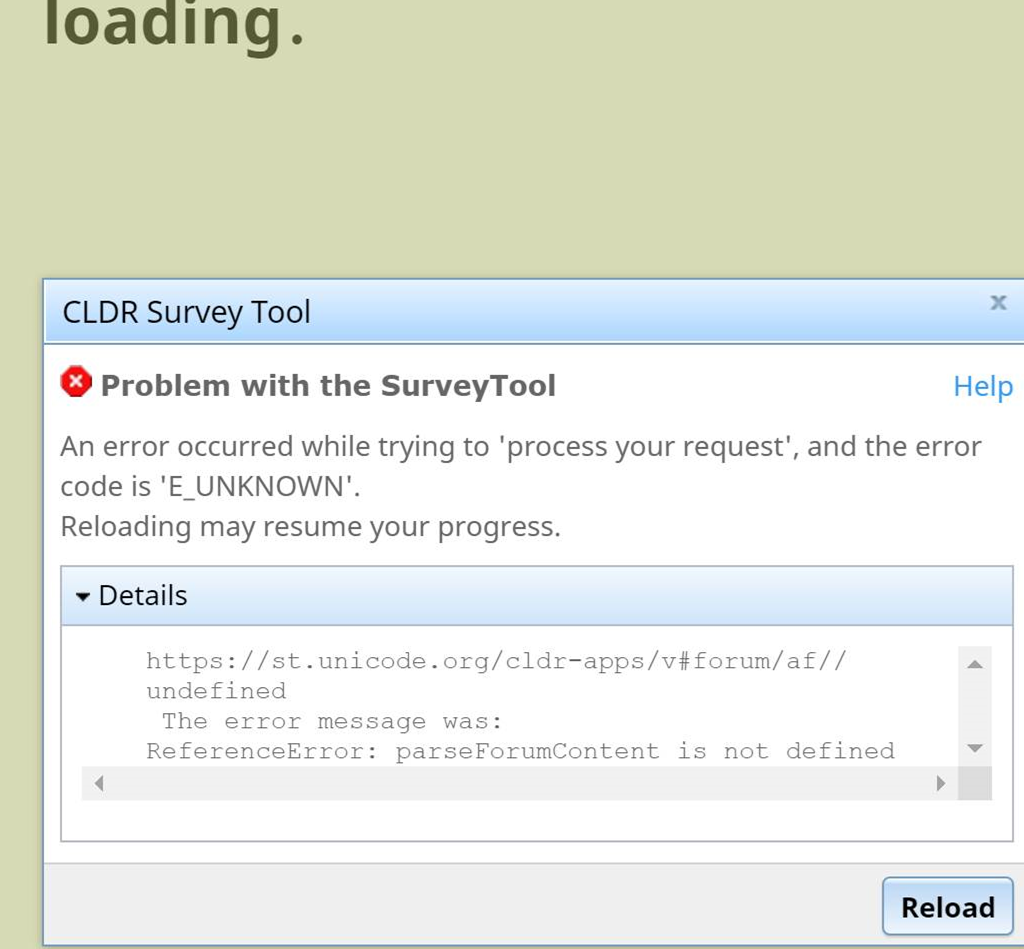 loading.
CLDR Survey Tool
x
Problem with the SurveyTool
Help
An error occurred while trying to 'process your request', and the error
code is 'E_UNKNOWN'.
Reloading may resume your progress.
Details
https://st.unicode.org/cldr-apps/v#forum/af//
undefined
The error message was:
ReferenceError: parseForumContent is not defined
Reload